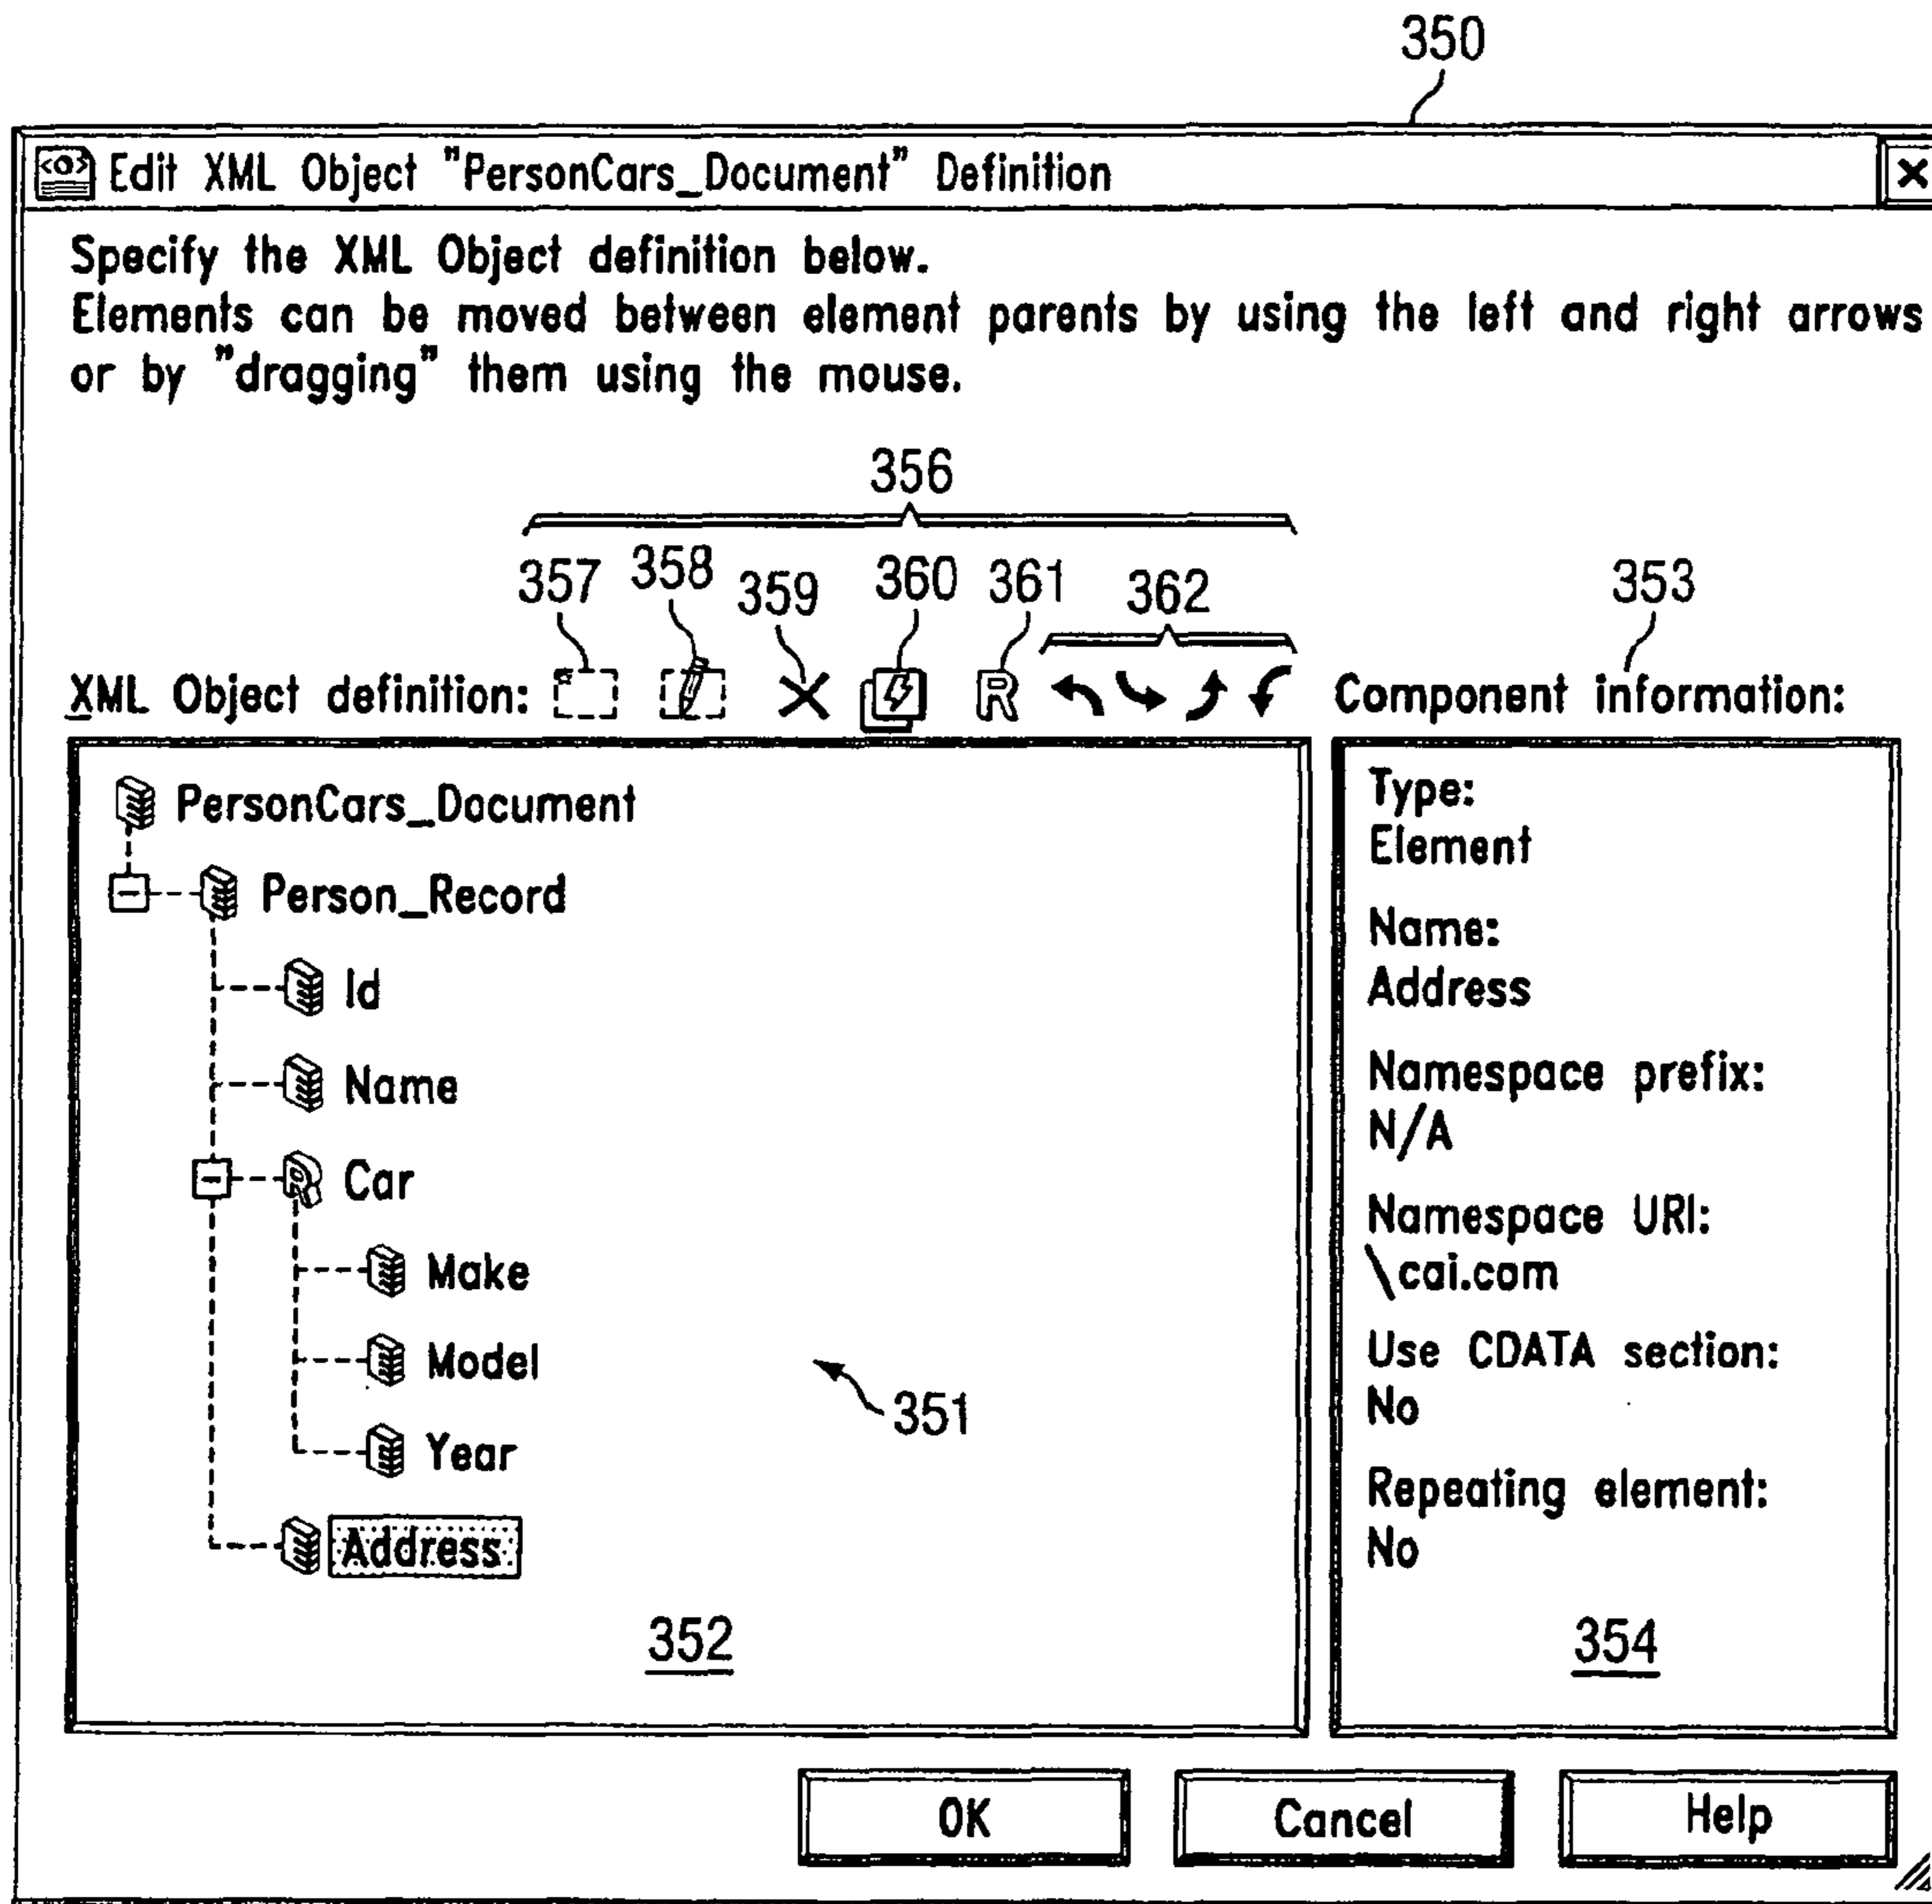 350
Edit XML Object "PersonCars_Document" Definition
Specify the XML Object definition below.
Elements can be moved between element parents by using the left and right arrows
or by "dragging" them using the mouse.
356
357 358 359 360 361 362 353
XML Object definition: R Component information:
PersonCars_Document
Person_Record
Id
Name
Car
Make
Model
Year
Address
351
352
Type:
Element
Name:
Address
Namespace prefix:
N/A
Namespace URI:
\cai.com
Use CDATA section:
No
Repeating element:
No
354
OK Cancel Help